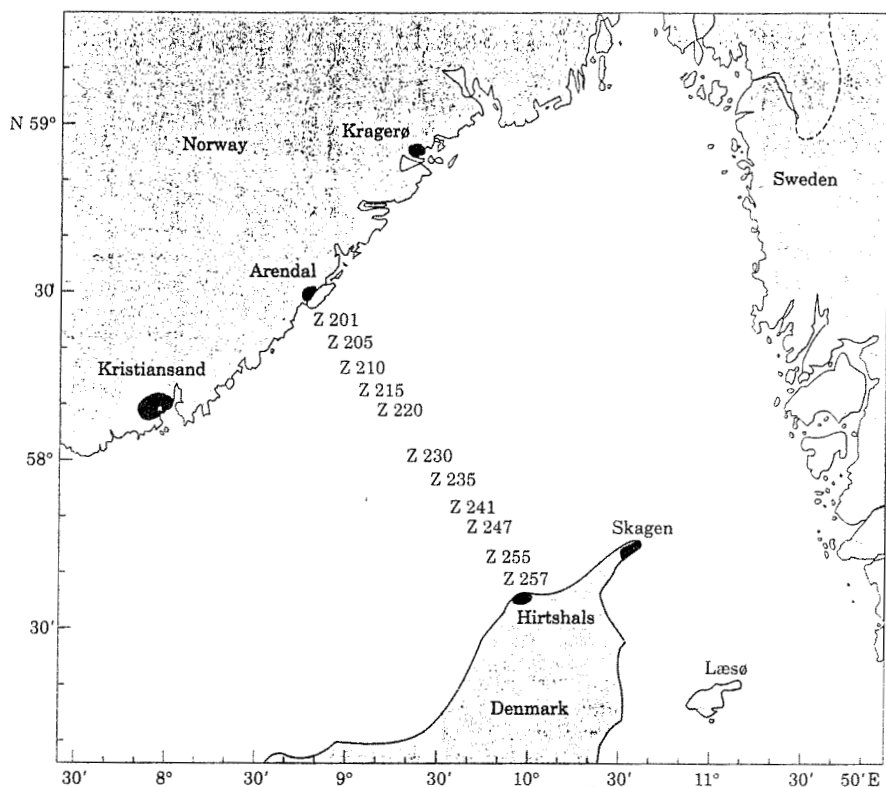 N 59°
Kragerø
Norway
Sweden
Arendal
30′
Z 201
Z 205
Z 210
Kristiansand
Z 215
Z 220
58°
Z 230
Z 235
Z 241
Z 247
Skagen
Z 255
Z 257
Hirtshals
30′
Læsø
Denmark
30′ 8° 30′ 9° 30′ 10° 30′ 11° 30′ 50′ E